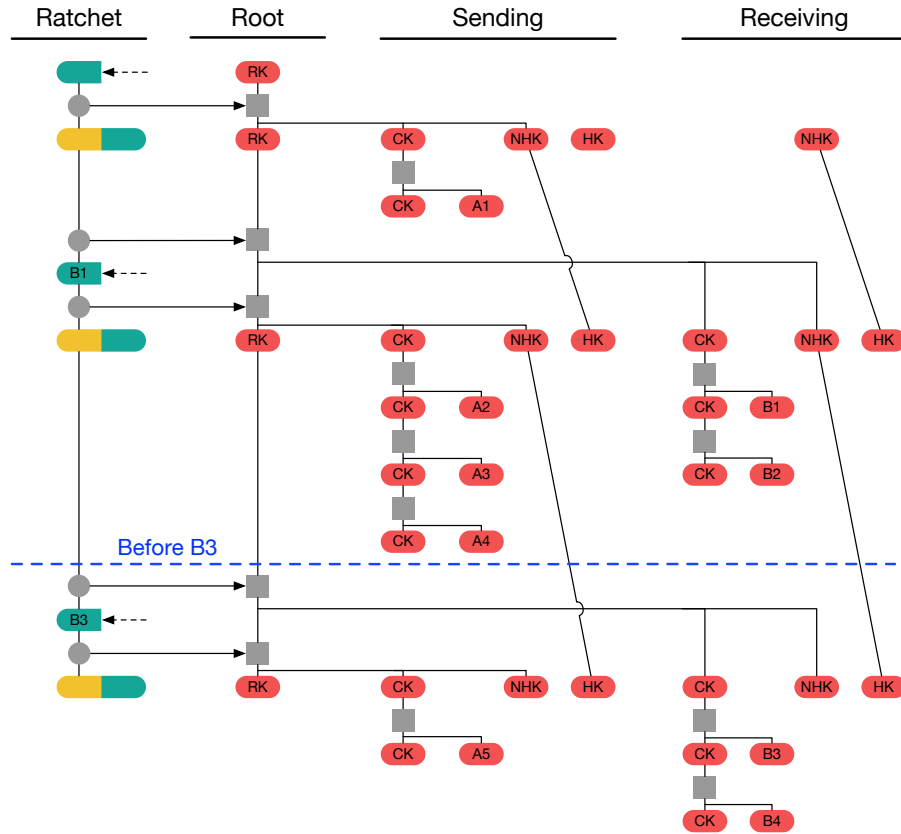 Ratchet Root Sending Receiving
RK
RK CK NHK HK NHK
CK A1
B1
RK CK NHK HK CK NHK HK
CK A2 CK B1
CK A3 CK B2
CK A4
Before B3
B3
RK CK NHK HK CK NHK HK
CK A5 CK B3
CK B4